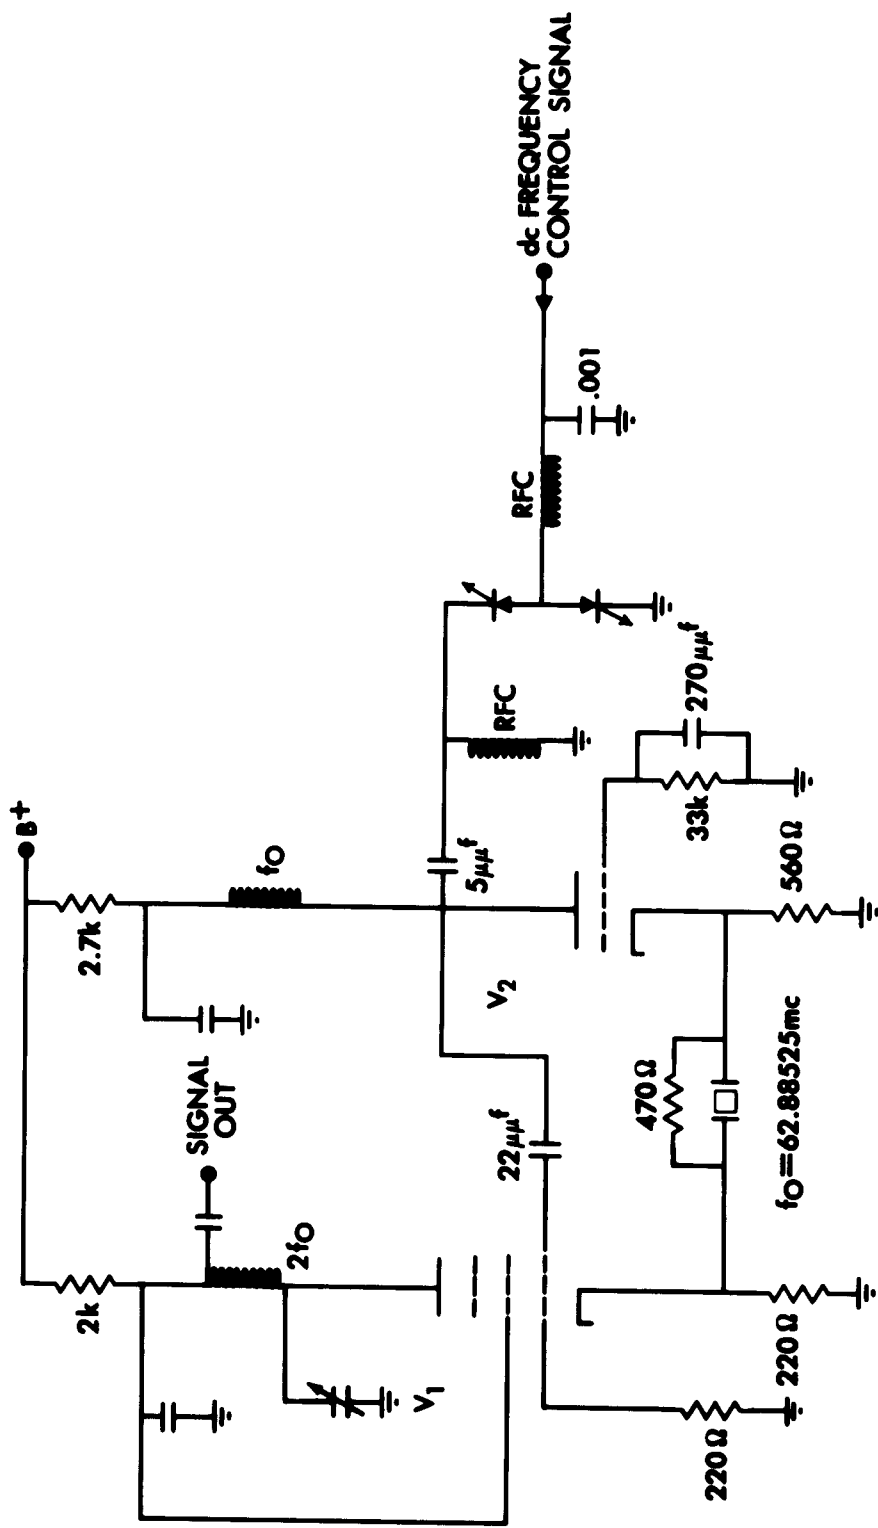 B+
2k
2.7k
SIGNAL
OUT
2fO
fO
V1
V2
22μμf
5μμf
RFC
RFC
.001
dc FREQUENCY
CONTROL SIGNAL
270μμf
33k
470Ω
560Ω
220Ω
220Ω
fO=62.88525mc